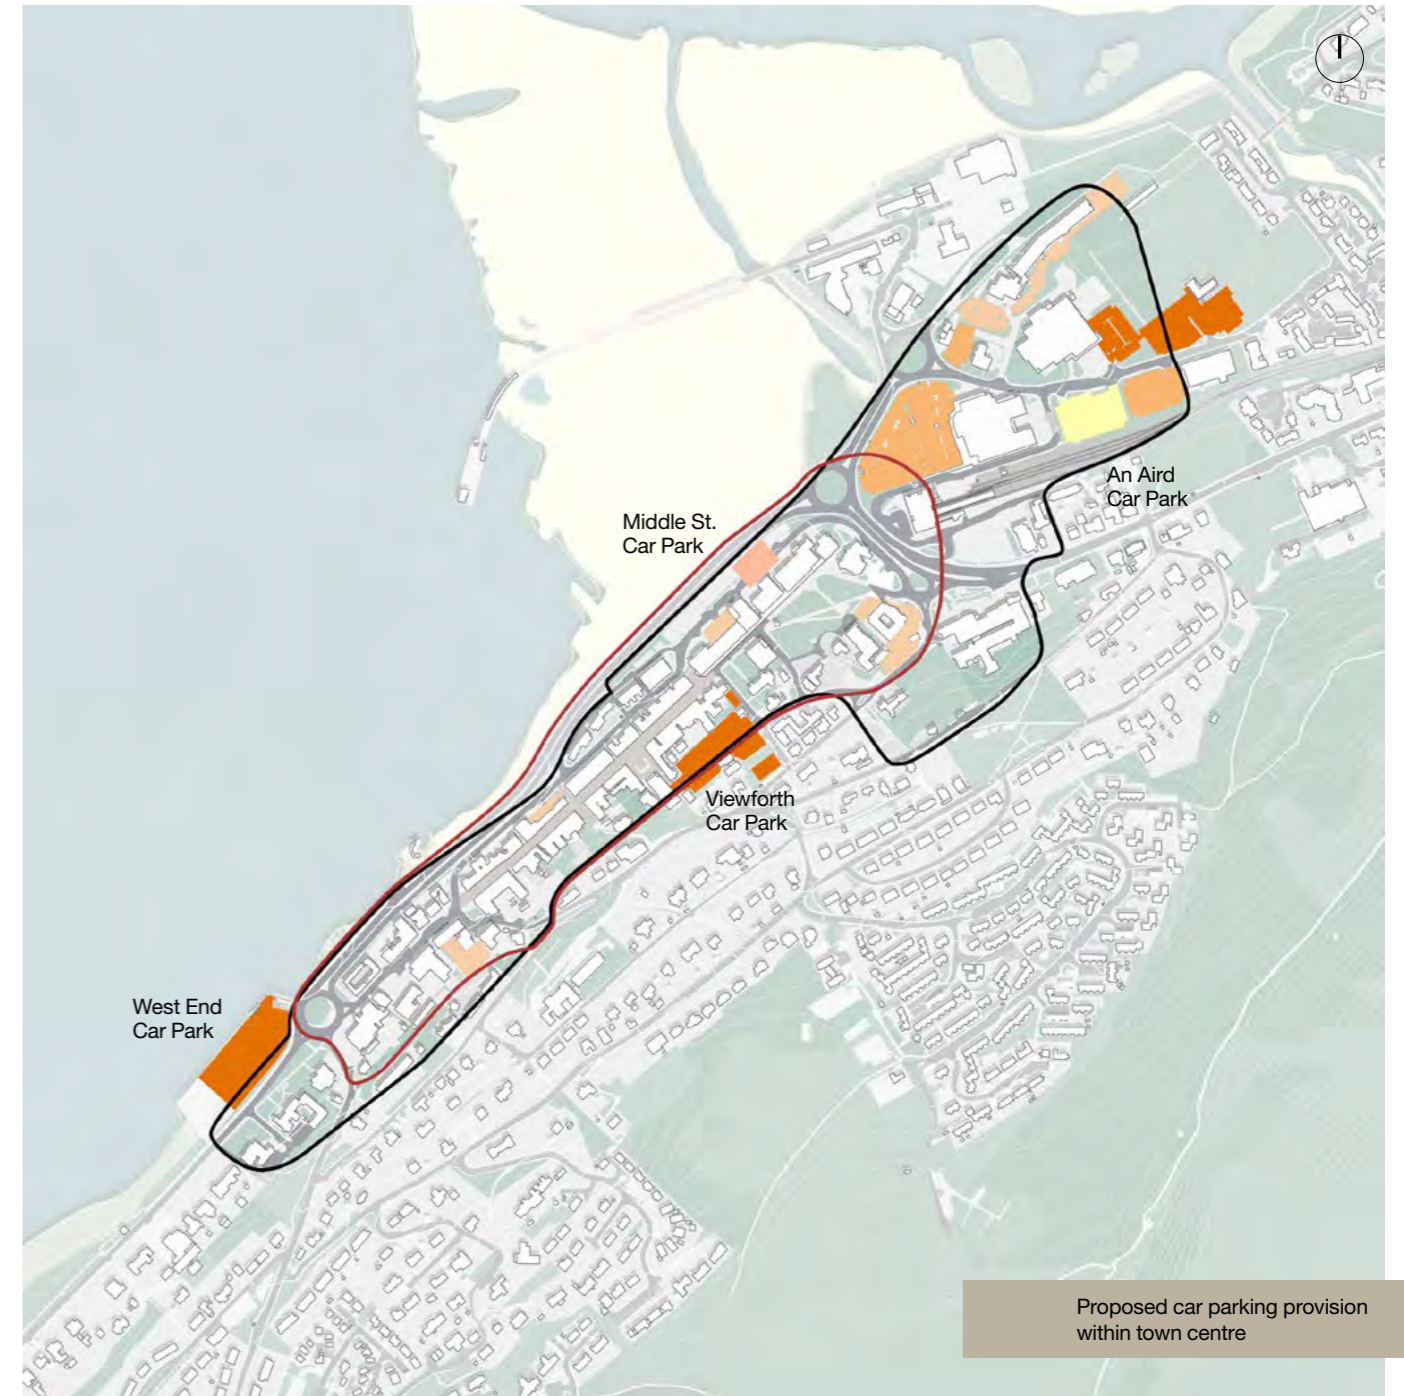 An Aird
Car Park
Middle St.
Car Park
Viewforth
Car Park
West End
Car Park
Proposed car parking provision
within town centre